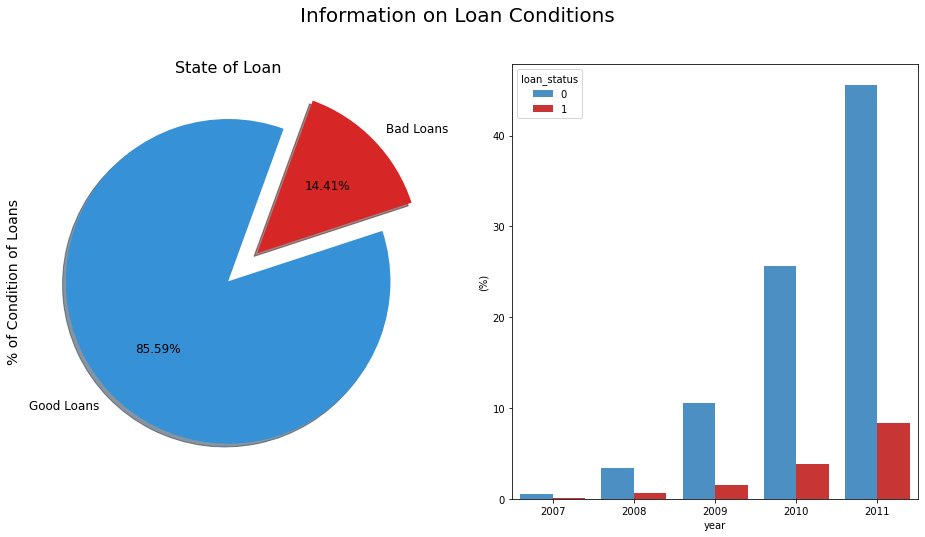 Information on Loan Conditions
State of Loan
Bad Loans
14.41%
% of Condition of Loans
85.59%
Good Loans
loan_status
0
1
(%)
40
30
20
10
0
2007 2008 2009 2010 2011
year